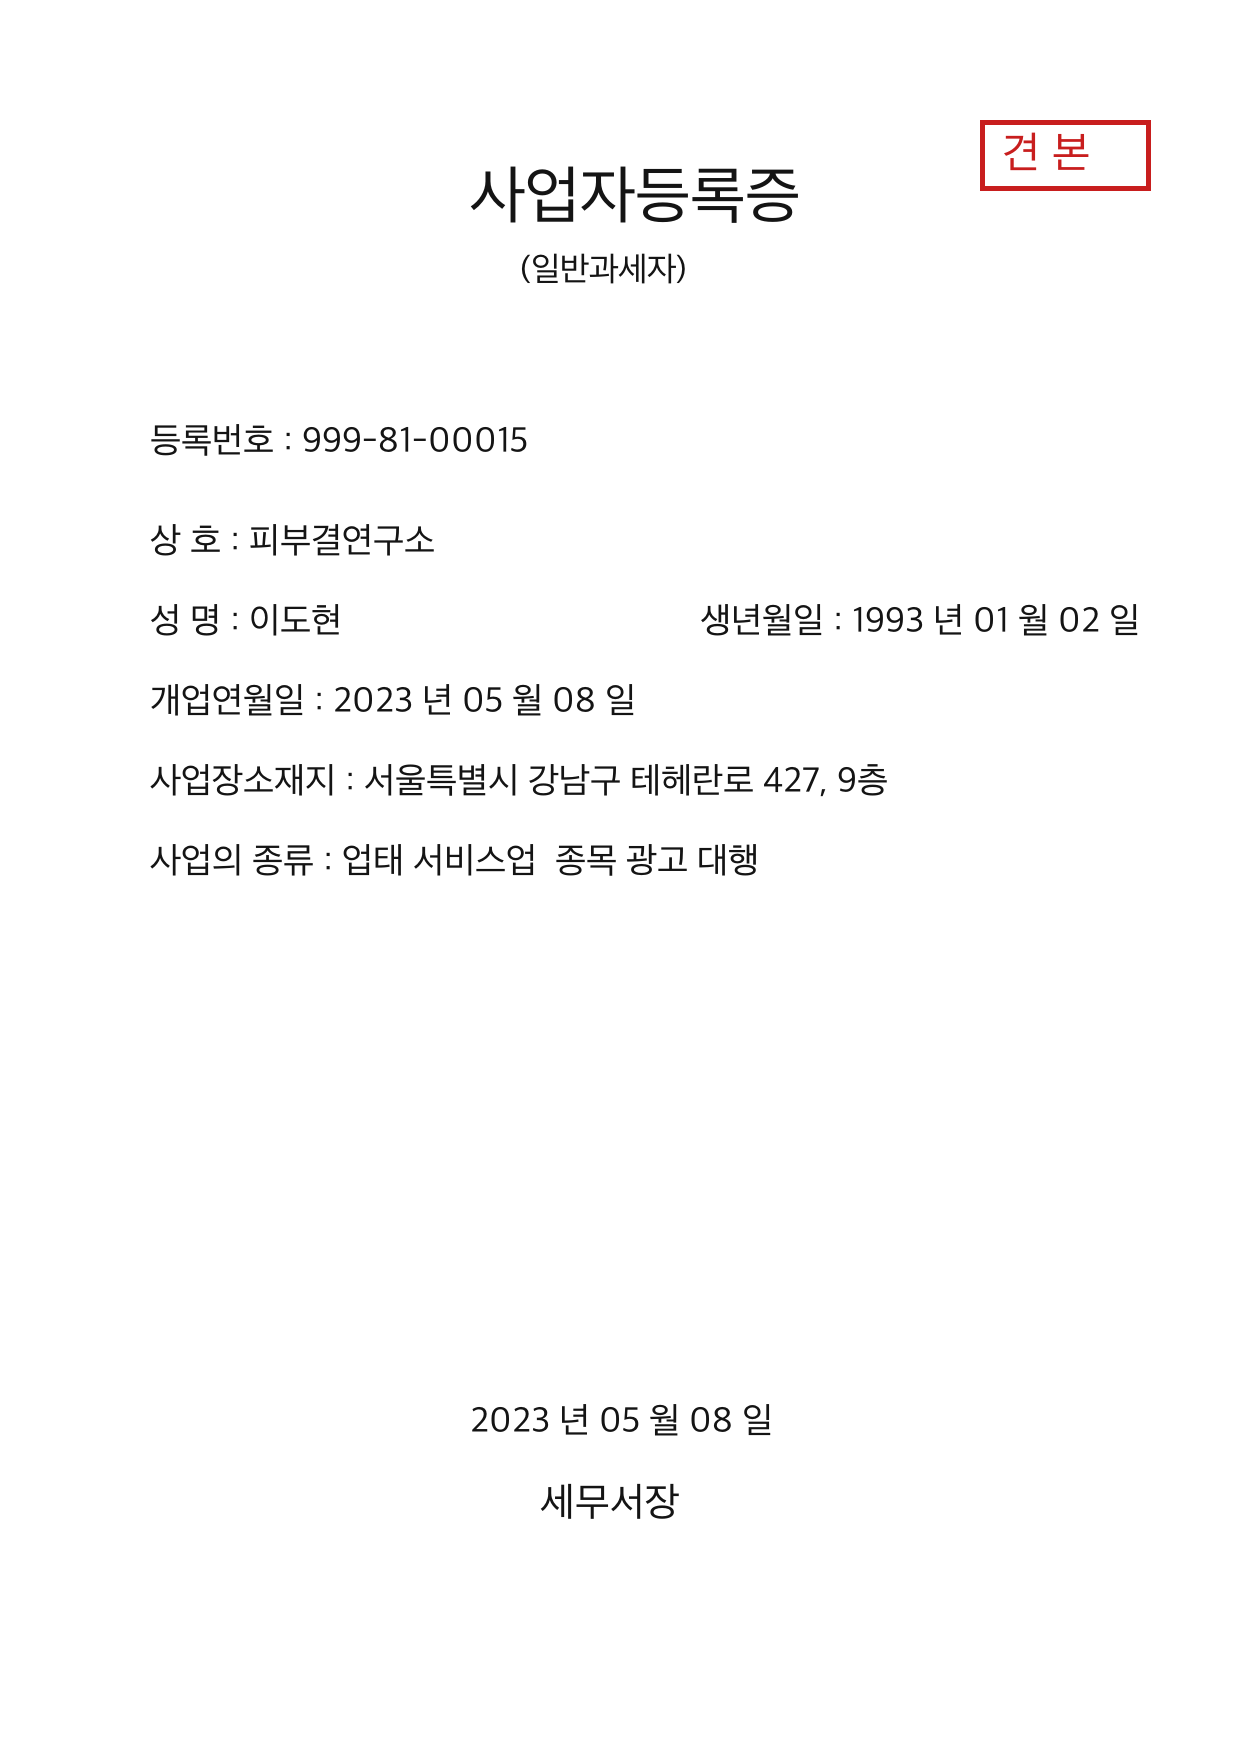 견 본
사업자등록증
(일반과세자)
등록번호 : 999-81-00015
상 호 : 피부결연구소
성 명 : 이도현 생년월일 : 1993 년 01 월 02 일
개업연월일 : 2023 년 05 월 08 일
사업장소재지 : 서울특별시 강남구 테헤란로 427, 9층
사업의 종류 : 업태 서비스업 종목 광고 대행
2023 년 05 월 08 일
세무서장